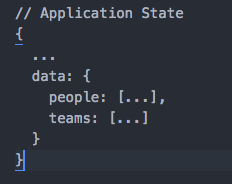 // Application State
{
  ...
  data: {
    people: [...],
    teams: [...]
  }
}